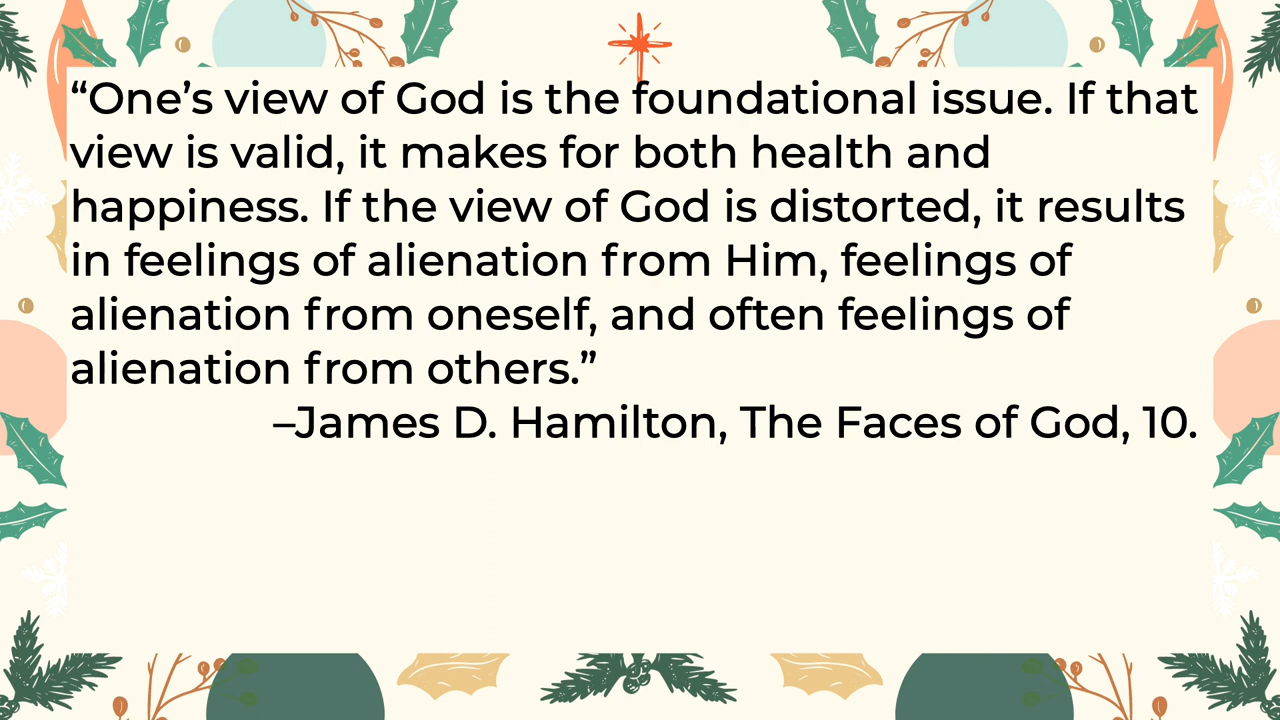 “One’s view of God is the foundational issue. If that
view is valid, it makes for both health and
happiness. If the view of God is distorted, it results
in feelings of alienation from Him, feelings of
alienation from oneself, and often feelings of
alienation from others.”
–James D. Hamilton, The Faces of God, 10.